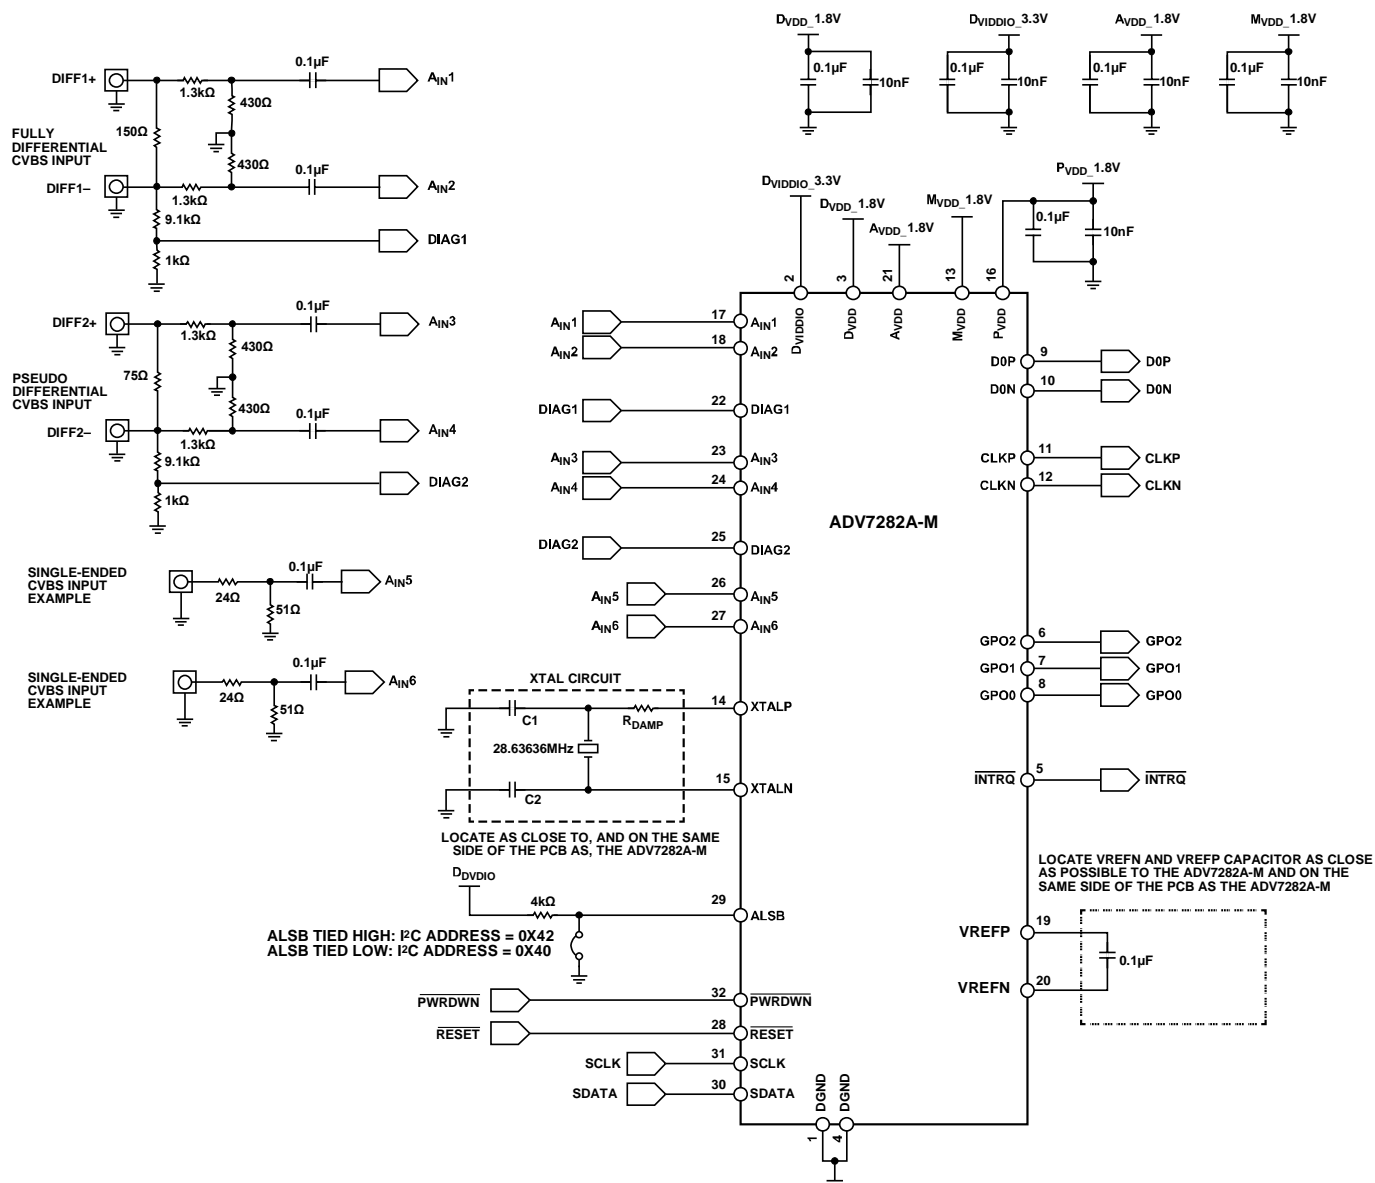 DVDD_1.8V
0.1µF
10nF
DVIDDIO_3.3V
0.1µF
10nF
AVDD_1.8V
0.1µF
10nF
MVDD_1.8V
0.1µF
10nF
FULLY
DIFFERENTIAL
CVBS INPUT
DIFF1+
1.3kΩ
0.1µF
AIN1
150Ω
430Ω
430Ω
DIFF1–
1.3kΩ
0.1µF
AIN2
9.1kΩ
DIAG1
1kΩ
PSEUDO
DIFFERENTIAL
CVBS INPUT
DIFF2+
1.3kΩ
0.1µF
AIN3
75Ω
430Ω
430Ω
DIFF2–
1.3kΩ
0.1µF
AIN4
9.1kΩ
DIAG2
1kΩ
SINGLE-ENDED
CVBS INPUT
EXAMPLE
24Ω
0.1µF
51Ω
AIN5
SINGLE-ENDED
CVBS INPUT
EXAMPLE
24Ω
0.1µF
51Ω
AIN6
DVIDDIO_3.3V
DVDD_1.8V
AVDD_1.8V
MVDD_1.8V
PVDD_1.8V
0.1µF
10nF
2
3
21
13
16
DVIDDIO
DVDD
AVDD
MVDD
PVDD
AIN1 17 AIN1
AIN2 18 AIN2
DIAG1 22 DIAG1
AIN3 23 AIN3
AIN4 24 AIN4
DIAG2 25 DIAG2
AIN5 26 AIN5
AIN6 27 AIN6
ADV7282A-M
D0P 9 D0P
D0N 10 D0N
CLKP 11 CLKP
CLKN 12 CLKN
GPO2 6 GPO2
GPO1 7 GPO1
GPO0 8 GPO0
INTRQ 5 INTRQ
XTAL CIRCUIT
C1
RDAMP
14 XTALP
28.63636MHz
C2
15 XTALN
LOCATE AS CLOSE TO, AND ON THE SAME
SIDE OF THE PCB AS, THE ADV7282A-M
DDVDIO
4kΩ
29 ALSB
ALSB TIED HIGH: I²C ADDRESS = 0X42
ALSB TIED LOW: I²C ADDRESS = 0X40
PWRDWN 32 PWRDWN
RESET 28 RESET
SCLK 31 SCLK
SDATA 30 SDATA
LOCATE VREFN AND VREFP CAPACITOR AS CLOSE
AS POSSIBLE TO THE ADV7282A-M AND ON THE
SAME SIDE OF THE PCB AS THE ADV7282A-M
VREFP 19
0.1µF
VREFN 20
DGND
DGND
1
4